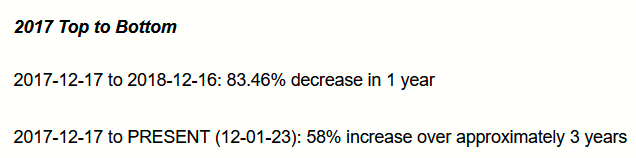 2017 Top to Bottom
2017-12-17 to 2018-12-16: 83.46% decrease in 1 year
2017-12-17 to PRESENT (12-01-23): 58% increase over approximately 3 years